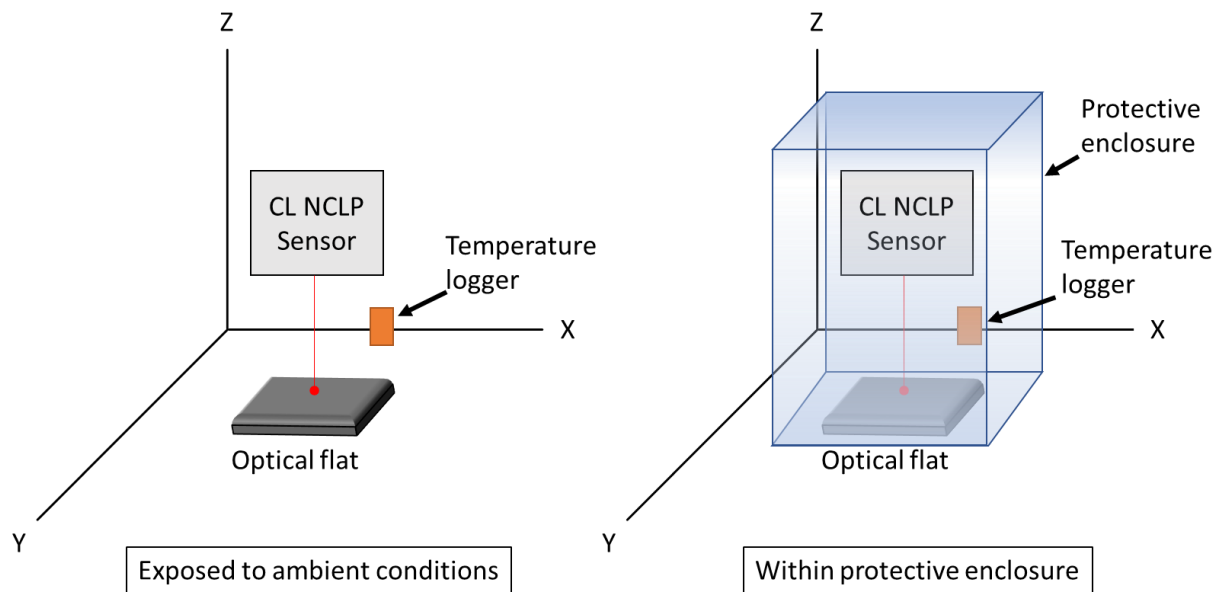 Z
CL NCLP
Sensor
Temperature
logger
X
Optical flat
Y
Exposed to ambient conditions
Z
Protective
enclosure
CL NCLP
Sensor
Temperature
logger
X
Optical flat
Y
Within protective enclosure